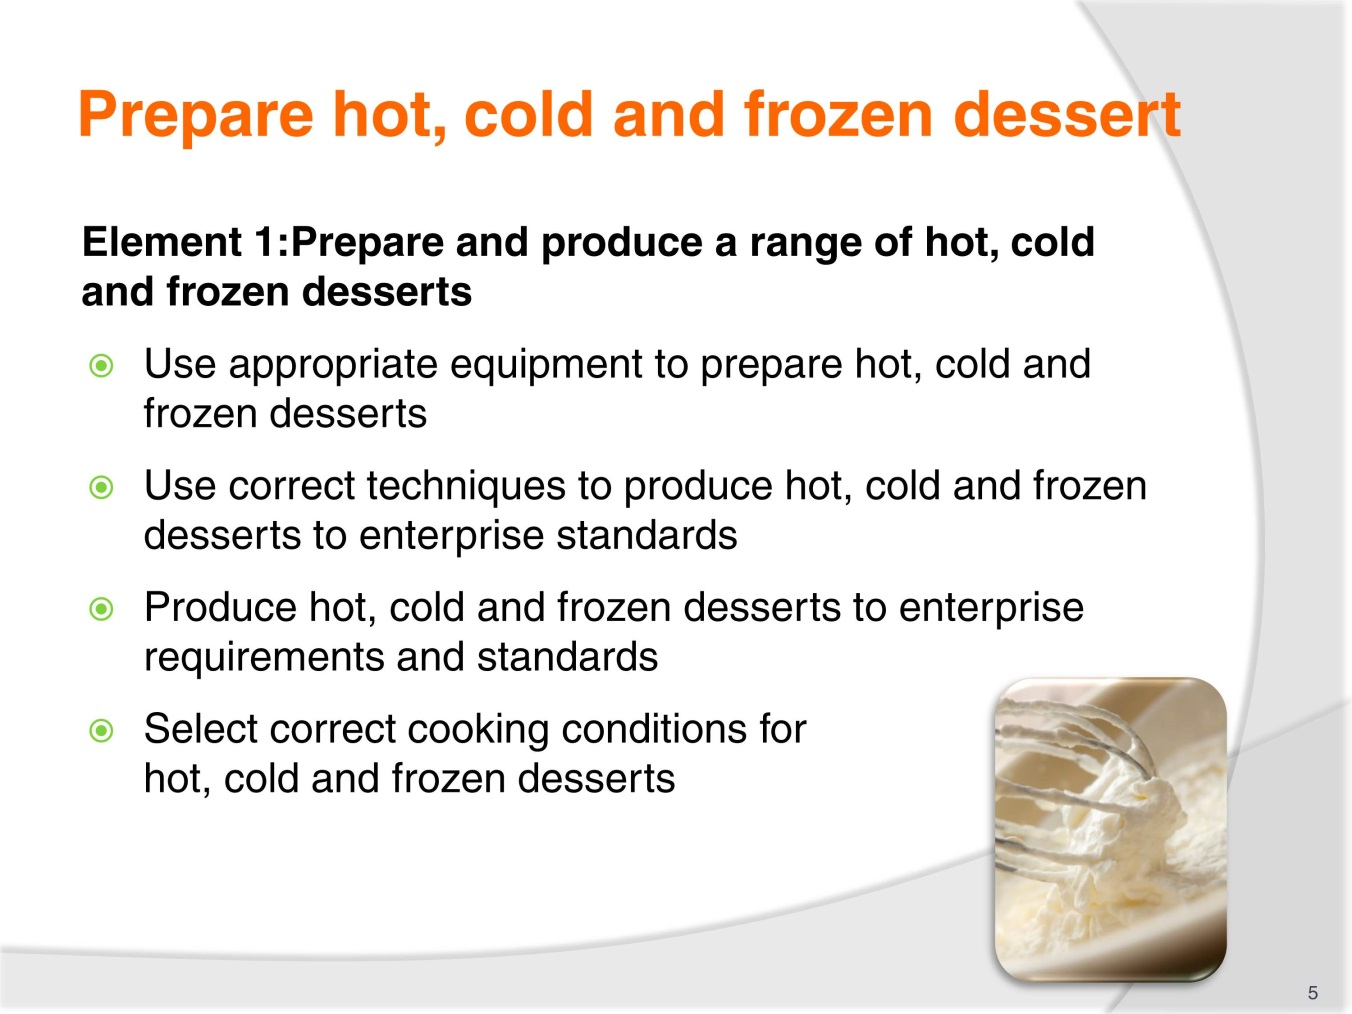 Prepare hot, cold and frozen dessert
Element 1:Prepare and produce a range of hot, cold
and frozen desserts
Use appropriate equipment to prepare hot, cold and
frozen desserts
Use correct techniques to produce hot, cold and frozen
desserts to enterprise standards
Produce hot, cold and frozen desserts to enterprise
requirements and standards
Select correct cooking conditions for
hot, cold and frozen desserts
5